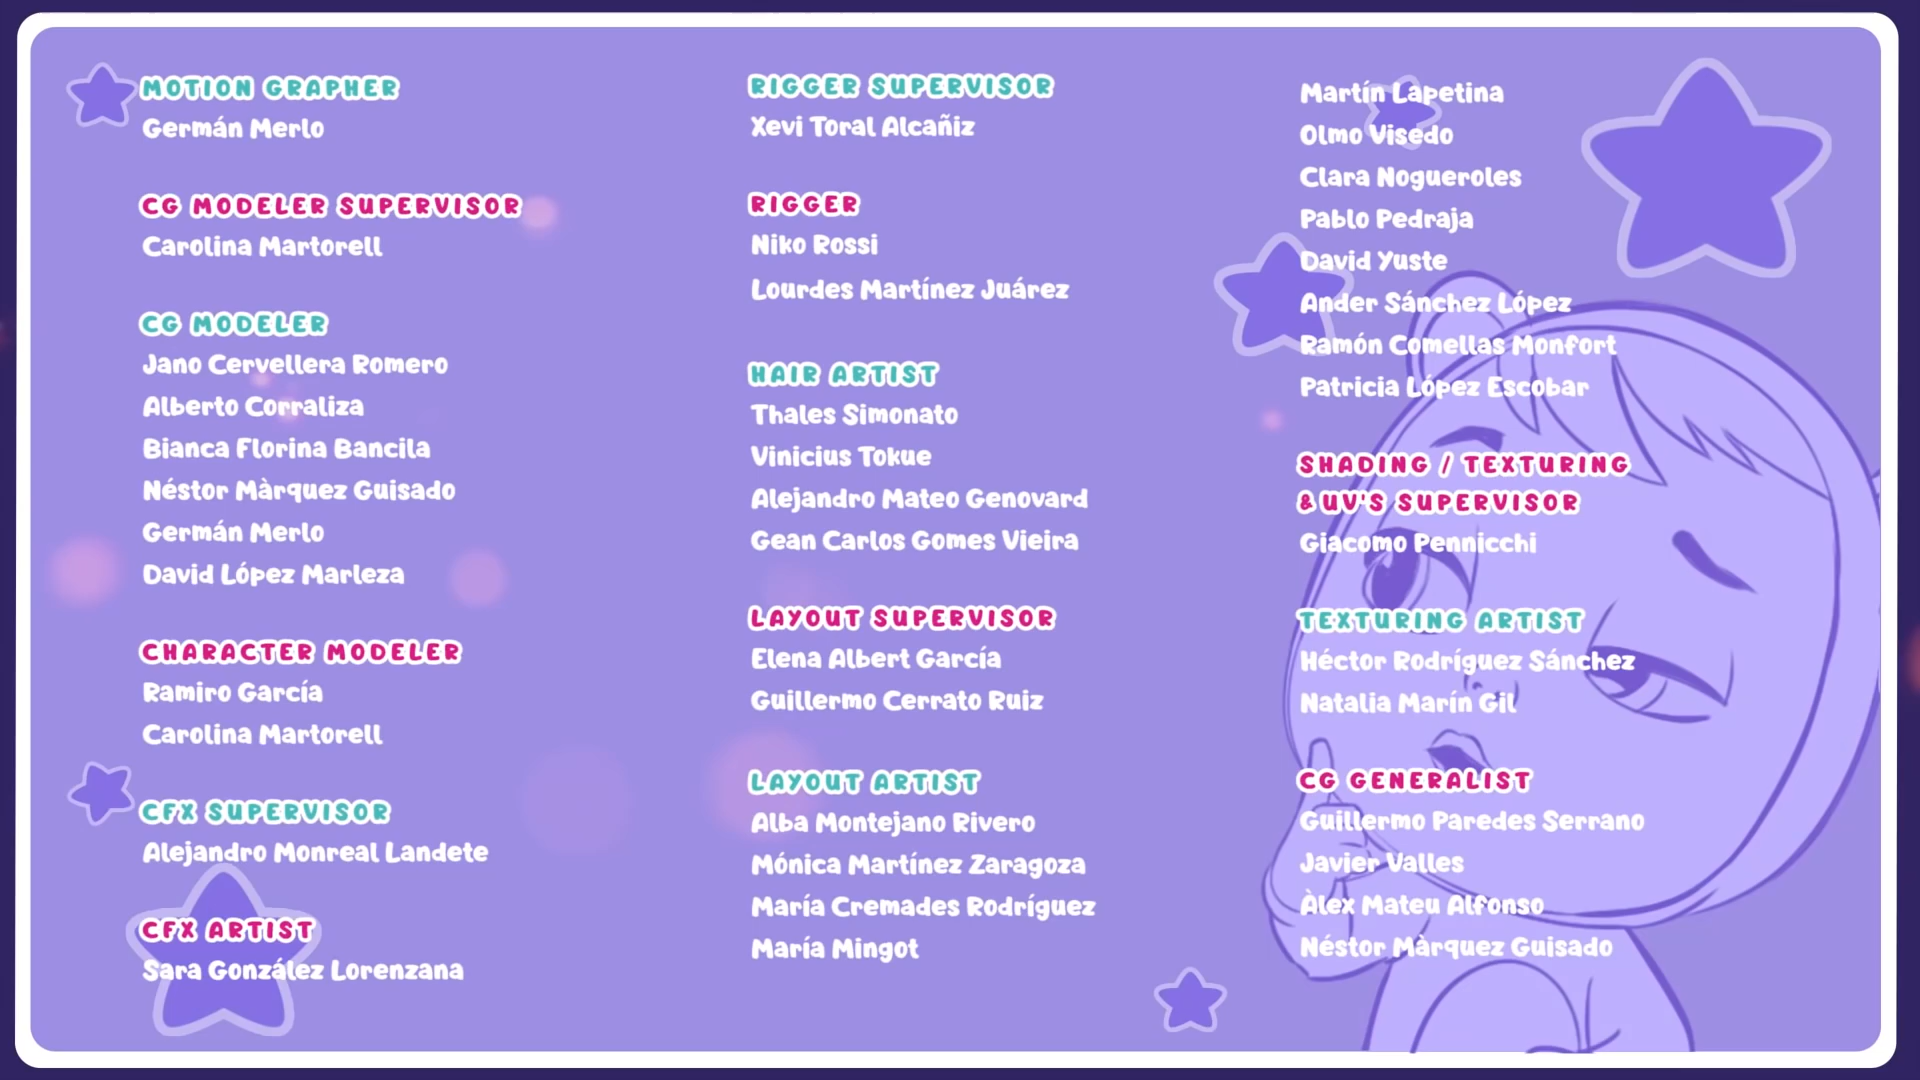 MOTION GRAPHER
Germán Merlo
CG MODELER SUPERVISOR
Carolina Martorell
CG MODELER
Jano Cervellera Romero
Alberto Corraliza
Bianca Florina Bancila
Néstor Màrquez Guisado
Germán Merlo
David López Marleza
CHARACTER MODELER
Ramiro García
Carolina Martorell
CFX SUPERVISOR
Alejandro Monreal Landete
CFX ARTIST
Sara González Lorenzana
RIGGER SUPERVISOR
Xevi Toral Alcañiz
RIGGER
Niko Rossi
Lourdes Martínez Juárez
HAIR ARTIST
Thales Simonato
Vinicius Tokue
Alejandro Mateo Genovard
Gean Carlos Gomes Vieira
LAYOUT SUPERVISOR
Elena Albert García
Guillermo Cerrato Ruiz
LAYOUT ARTIST
Alba Montejano Rivero
Mónica Martínez Zaragoza
María Cremades Rodríguez
María Mingot
Martín Lapetina
Olmo Visedo
Clara Nogueroles
Pablo Pedraja
David Yuste
Ander Sánchez López
Ramón Comellas Monfort
Patricia López Escobar
SHADING / TEXTURING
& UV'S SUPERVISOR
Giacomo Pennicchi
TEXTURING ARTIST
Héctor Rodríguez Sánchez
Natalia Marín Gil
CG GENERALIST
Guillermo Paredes Serrano
Javier Valles
Àlex Mateu Alfonso
Néstor Màrquez Guisado